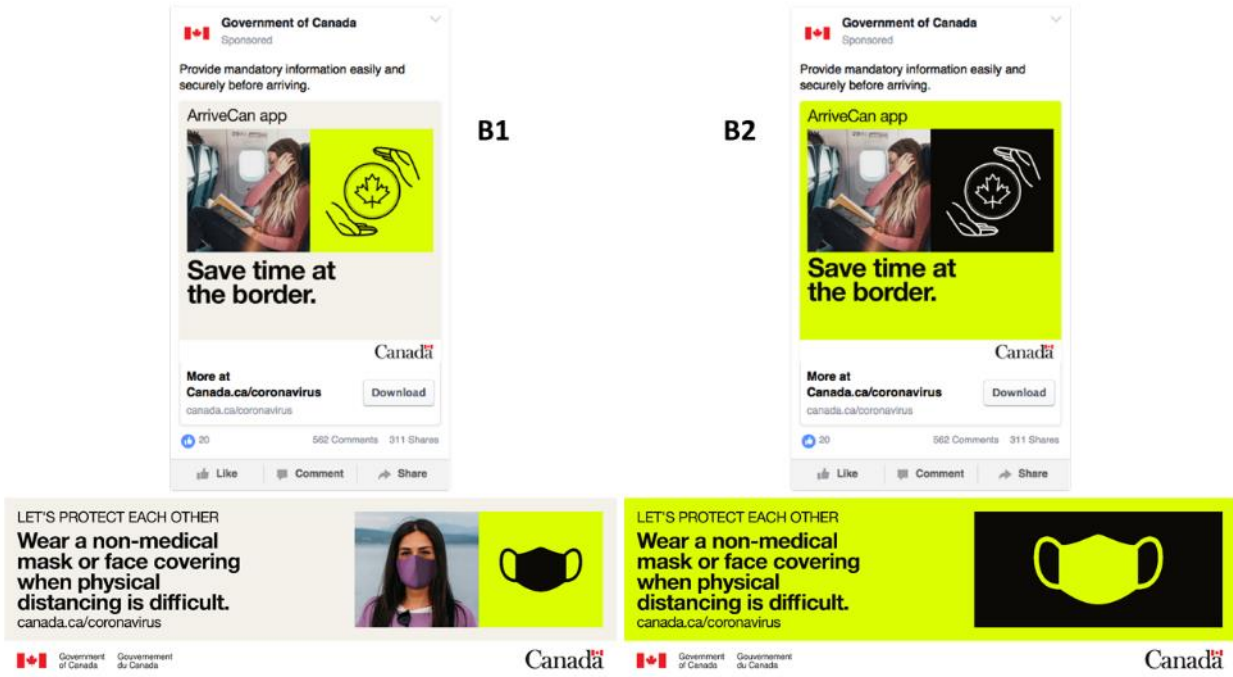 Government of Canada
Sponsored
Provide mandatory information easily and
securely before arriving.
ArriveCan app
Save time at
the border.
Canada
More at
Canada.ca/coronavirus
canada.ca/coronavirus
Download
20
562 Comments 311 Shares
Like Comment Share
B1
B2
Government of Canada
Sponsored
Provide mandatory information easily and
securely before arriving.
ArriveCan app
Save time at
the border.
Canada
More at
Canada.ca/coronavirus
canada.ca/coronavirus
Download
20
562 Comments 311 Shares
Like Comment Share
LET'S PROTECT EACH OTHER
Wear a non-medical
mask or face covering
when physical
distancing is difficult.
canada.ca/coronavirus
Government Gouvernement
of Canada du Canada
Canada
LET'S PROTECT EACH OTHER
Wear a non-medical
mask or face covering
when physical
distancing is difficult.
canada.ca/coronavirus
Government Gouvernement
of Canada du Canada
Canada